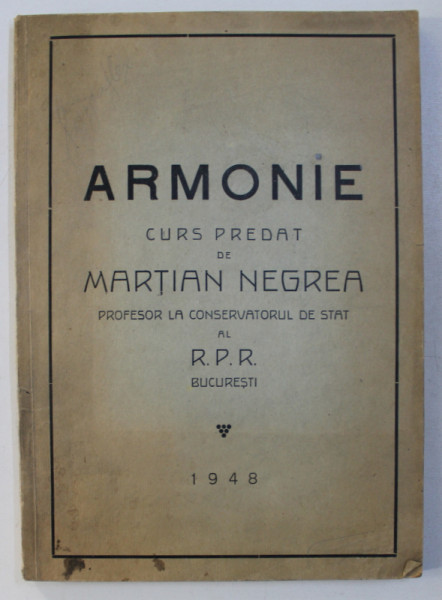 ARMONiE
CURS PREDAT
DE
MARȚIAN NEGREA
PROFESOR LA CONSERVATORUL DE STAT
AL
R.P.R.
BUCUREȘTI
1948